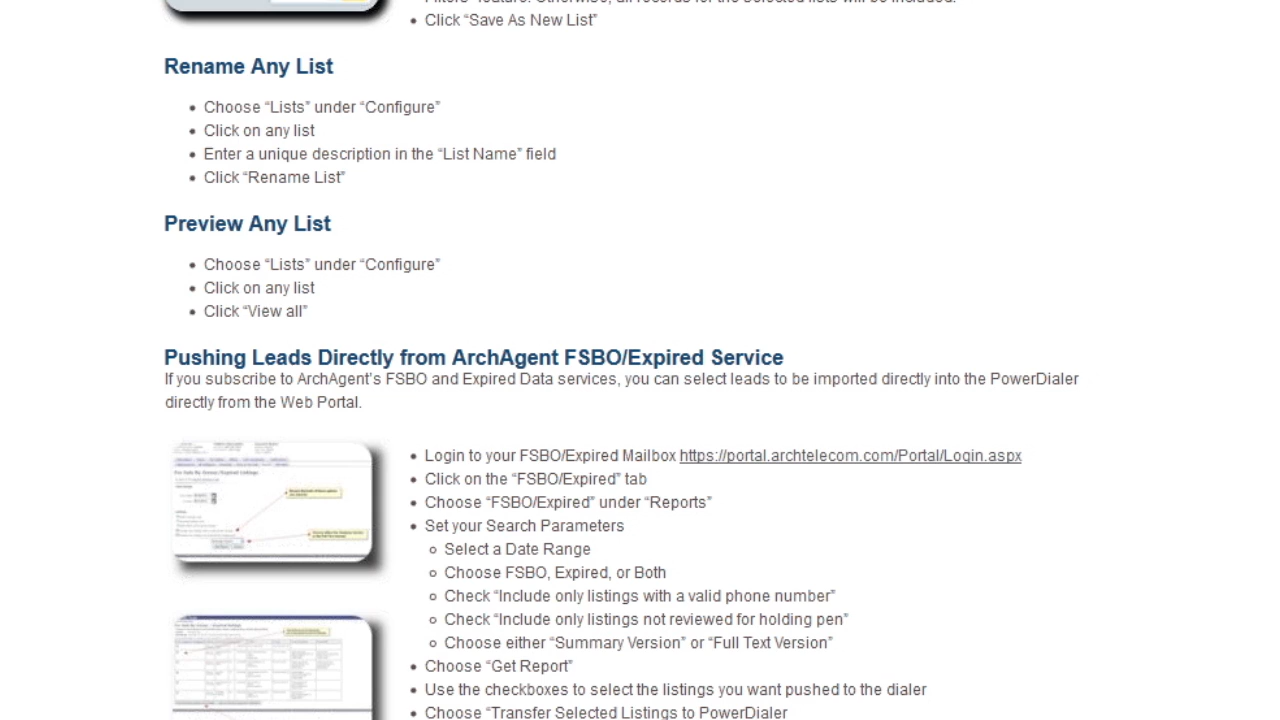 Click “Save As New List”
Rename Any List
Choose “Lists” under “Configure”
Click on any list
Enter a unique description in the “List Name” field
Click “Rename List”
Preview Any List
Choose “Lists” under “Configure”
Click on any list
Click “View all”
Pushing Leads Directly from ArchAgent FSBO/Expired Service
If you subscribe to ArchAgent’s FSBO and Expired Data services, you can select leads to be imported directly into the PowerDialer
directly from the Web Portal.
Login to your FSBO/Expired Mailbox https://portal.archtelecom.com/Portal/Login.aspx
Click on the “FSBO/Expired” tab
Choose “FSBO/Expired” under “Reports”
Set your Search Parameters
Select a Date Range
Choose FSBO, Expired, or Both
Check “Include only listings with a valid phone number”
Check “Include only listings not reviewed for holding pen”
Choose either “Summary Version” or “Full Text Version”
Choose “Get Report”
Use the checkboxes to select the listings you want pushed to the dialer
Choose “Transfer Selected Listings to PowerDialer